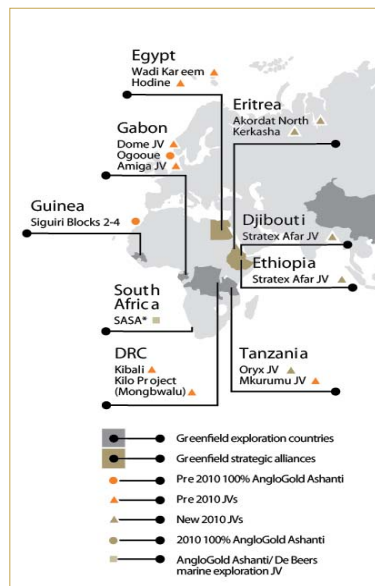 Egypt
Wadi Kareem
Hodine
Eritrea
Akordat North
Kerkasha
Gabon
Dome JV
Ogooue
Amiga JV
Guinea
Siguiri Blocks 2-4
Djibouti
Stratex Afar JV
Ethiopia
Stratex Afar JV
South
Africa
SASA*
DRC
Kibali
Kilo Project
(Mongbwalu)
Tanzania
Oryx JV
Mkurumu JV
Greenfield exploration countries
Greenfield strategic alliances
Pre 2010 100% AngloGold Ashanti
Pre 2010 JVs
New 2010 JVs
2010 100% AngloGold Ashanti
AngloGold Ashanti/ De Beers
marine exploration JV